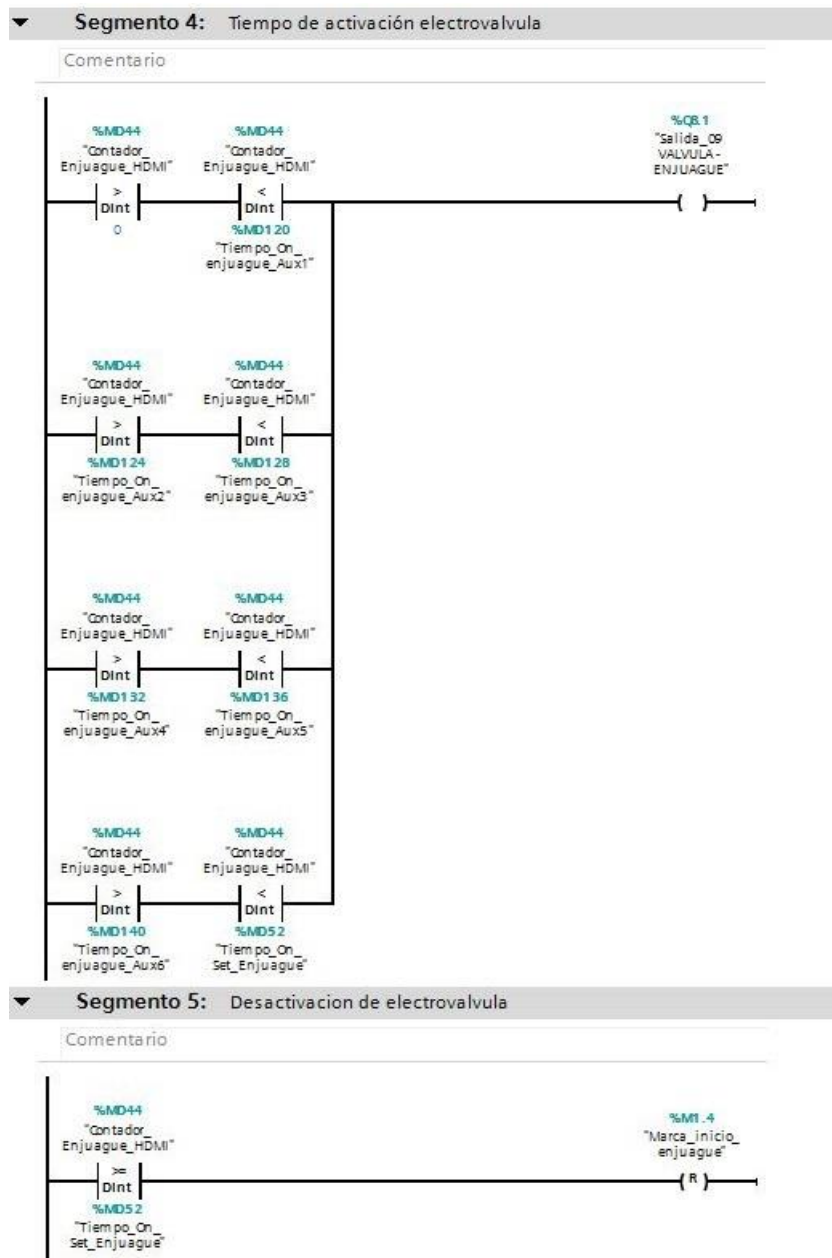 Segmento 4: Tiempo de activación electrovalvula
Comentario
%MD44 %MD44 %Q8.1
"Contador_ "Contador_ "Salida_09
Enjuague_HDMI" Enjuague_HDMI" VALVULA -
ENJUAGUE"
> <
DInt DInt ( )
0 %MD120
"Tiempo_On_
enjuague_Aux1"
%MD44 %MD44
"Contador_ "Contador_
Enjuague_HDMI" Enjuague_HDMI"
> <
DInt DInt
%MD124 %MD128
"Tiempo_On_ "Tiempo_On_
enjuague_Aux2" enjuague_Aux3"
%MD44 %MD44
"Contador_ "Contador_
Enjuague_HDMI" Enjuague_HDMI"
> <
DInt DInt
%MD132 %MD136
"Tiempo_On_ "Tiempo_On_
enjuague_Aux4" enjuague_Aux5"
%MD44 %MD44
"Contador_ "Contador_
Enjuague_HDMI" Enjuague_HDMI"
> <
DInt DInt
%MD140 %MD52
"Tiempo_On_ "Tiempo_On_
enjuague_Aux6" Set_Enjuague"
Segmento 5: Desactivacion de electrovalvula
Comentario
%MD44 %M1.4
"Contador_ "Marca_inicio_
Enjuague_HDMI" enjuague"
>=
DInt (R)
%MD52
"Tiempo_On_
Set_Enjuague"